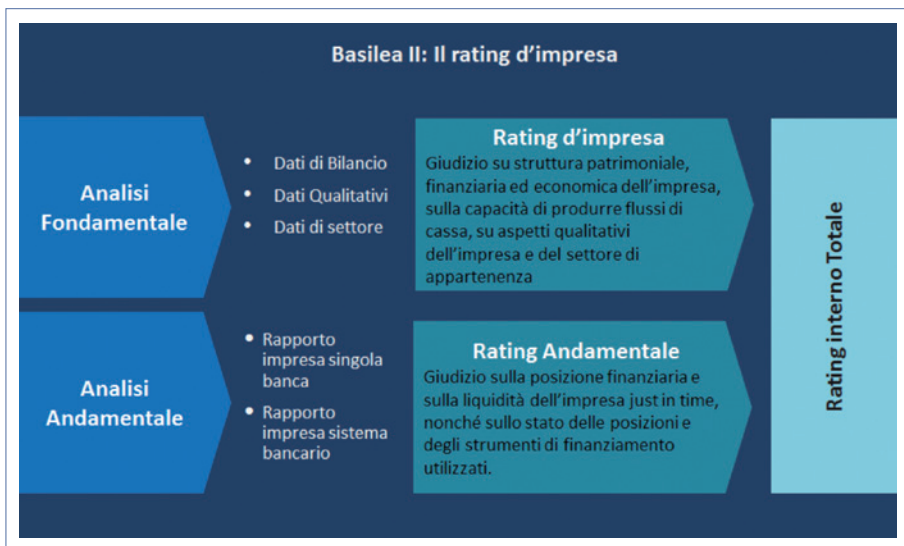 Basilea II: Il rating d’impresa
Analisi
Fondamentale
• Dati di Bilancio
• Dati Qualitativi
• Dati di settore
Rating d’impresa
Giudizio su struttura patrimoniale,
finanziaria ed economica dell’impresa,
sulla capacità di produrre flussi di
cassa, su aspetti qualitativi
dell’impresa e del settore di
appartenenza
Analisi
Andamentale
• Rapporto
impresa singola
banca
• Rapporto
impresa sistema
bancario
Rating Andamentale
Giudizio sulla posizione finanziaria e
sulla liquidità dell’impresa just in time,
nonché sullo stato delle posizioni e
degli strumenti di finanziamento
utilizzati.
Rating interno Totale